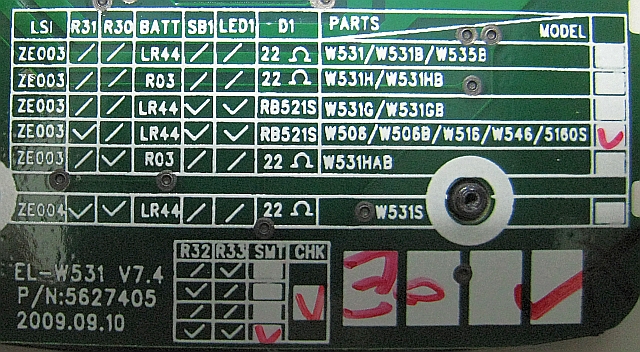 LSI R31 R30 BATT SB1 LED1 D1 PARTS MODEL
ZE003 / / LR44 / / 22 Ω W531/W531B/W535B
ZE003 / / R03 / / 22 Ω W531H/W531HB
ZE003 / / LR44 ✓ ✓ RB521S W531G/W531GB
ZE003 ✓ / LR44 ✓ ✓ RB521S W508/W506B/W516/W546/5160S ✓
ZE003 / ✓ R03 / / 22 Ω W531HAB
ZE004 ✓ ✓ LR44 / / 22 Ω W531S
R32 R33 SMT CHK
/ ✓
✓ /
/ /
✓ ✓ ✓
✓
EL-W531 V7.4
P/N:5627405
2009.09.10
3 0 ✓